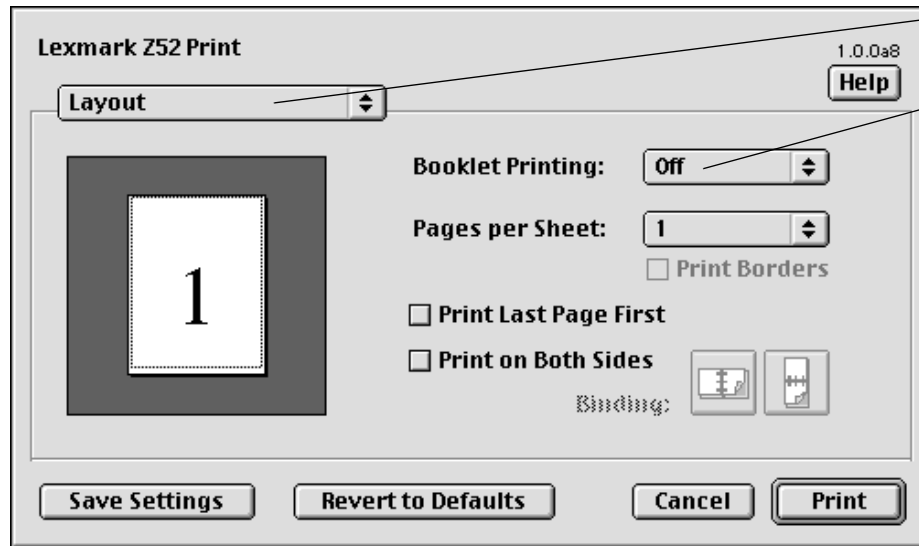 Lexmark Z52 Print
1.0.0a8
Help
Layout
Booklet Printing: Off
Pages per Sheet: 1
Print Borders
1
Print Last Page First
Print on Both Sides
Binding:
Save Settings Revert to Defaults Cancel Print